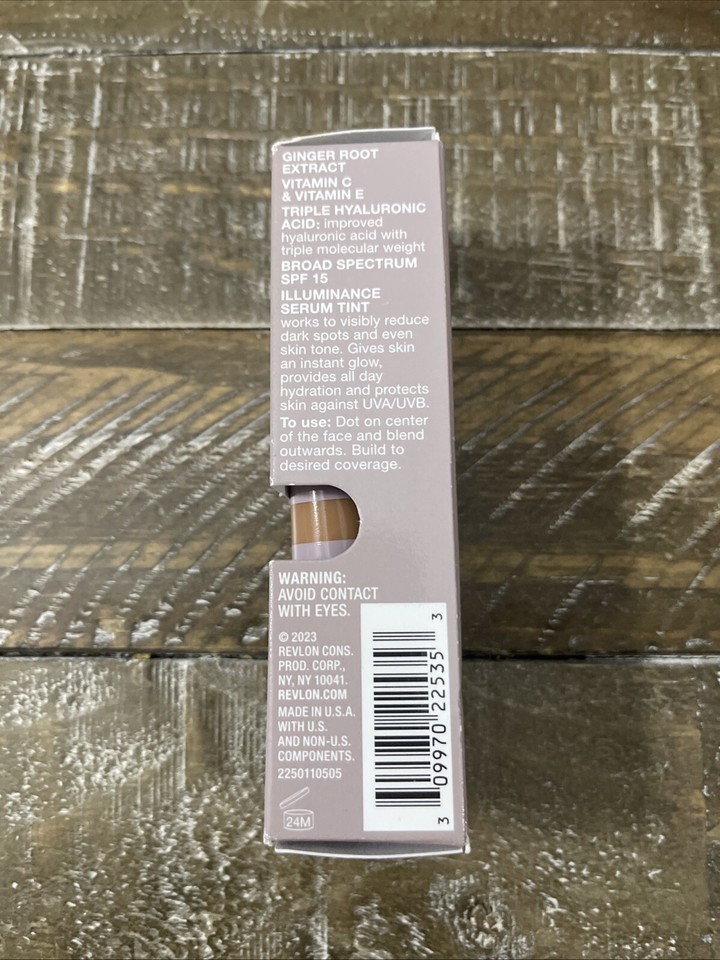 GINGER ROOT
EXTRACT
VITAMIN C
& VITAMIN E
TRIPLE HYALURONIC
ACID: improved
hyaluronic acid with
triple molecular weight
BROAD SPECTRUM
SPF 15
ILLUMINANCE
SERUM TINT
works to visibly reduce
dark spots and even
skin tone. Gives skin
an instant glow,
provides all day
hydration and protects
skin against UVA/UVB.
To use: Dot on center
of the face and blend
outwards. Build to
desired coverage.
WARNING:
AVOID CONTACT
WITH EYES.
© 2023
REVLON CONS.
PROD. CORP.,
NY, NY 10041.
REVLON.COM
MADE IN U.S.A.
WITH U.S.
AND NON-U.S.
COMPONENTS.
2250110505
24M
3 09970 22535 3